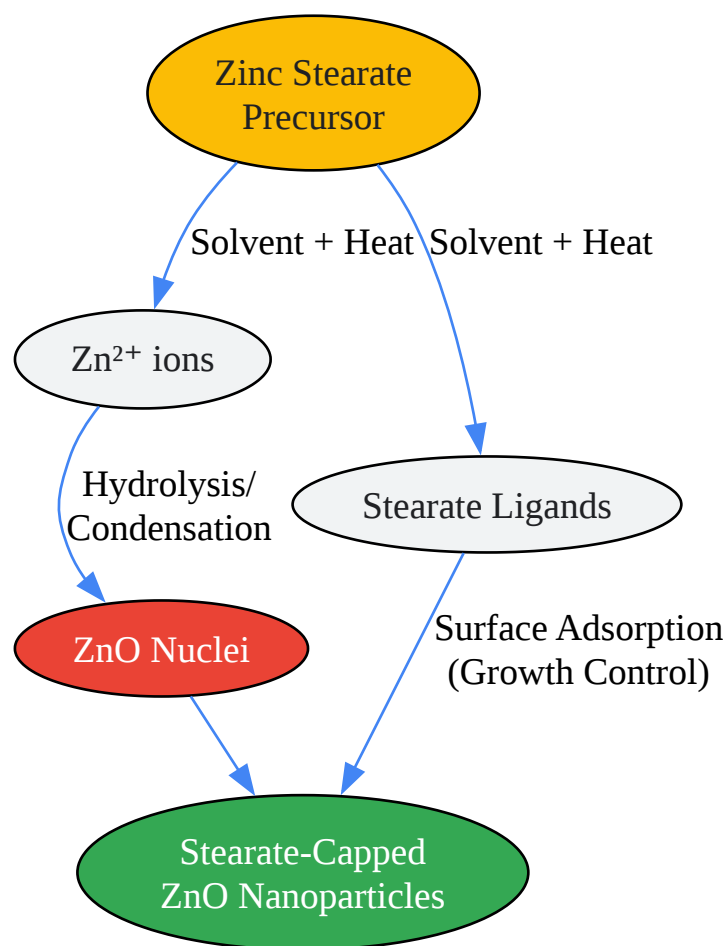 Zinc Stearate
Precursor
Solvent + Heat
Solvent + Heat
Zn²⁺ ions
Hydrolysis/
Condensation
Stearate Ligands
ZnO Nuclei
Surface Adsorption
(Growth Control)
Stearate-Capped
ZnO Nanoparticles